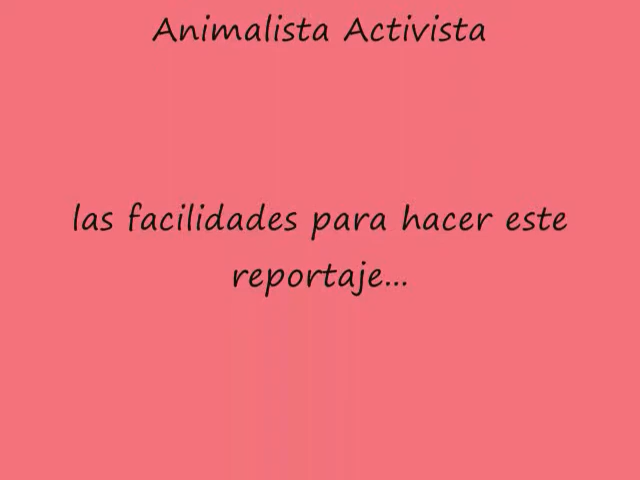 Animalista Activista
las facilidades para hacer este
reportaje...